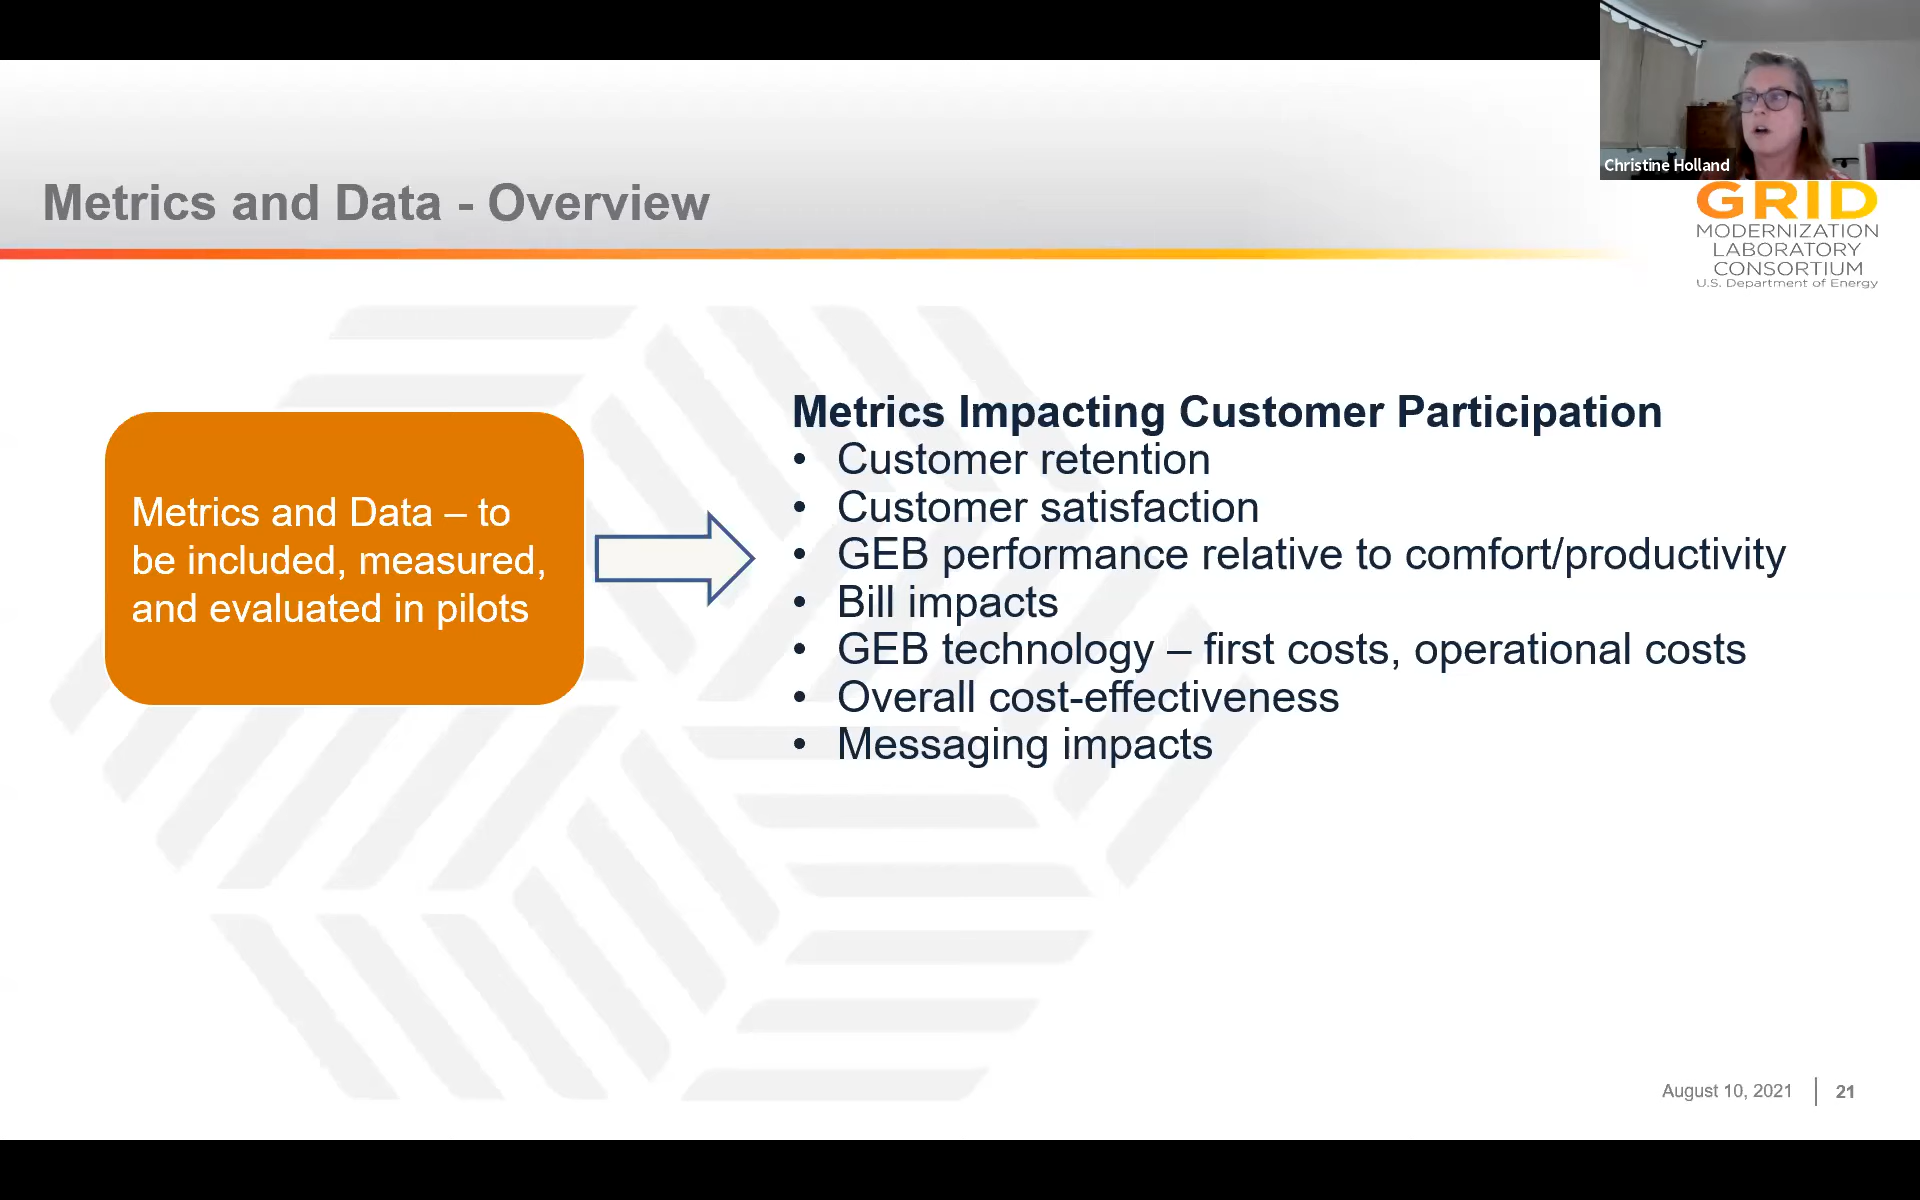 Christine Holland
GRID
MODERNIZATION
LABORATORY
CONSORTIUM
U.S. Department of Energy
Metrics and Data - Overview
Metrics and Data – to
be included, measured,
and evaluated in pilots
Metrics Impacting Customer Participation
• Customer retention
• Customer satisfaction
• GEB performance relative to comfort/productivity
• Bill impacts
• GEB technology – first costs, operational costs
• Overall cost-effectiveness
• Messaging impacts
August 10, 2021 | 21